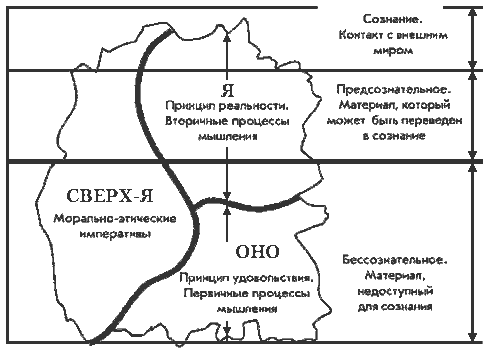 Сознание.
Контакт с внешним
миром
Я
Принцип реальности.
Вторичные процессы
мышления
Предсознательное.
Материал, который
может быть переведен
в сознание
СВЕРХ-Я
Морально-этические
императивы
ОНО
Принцип удовольствия.
Первичные процессы
мышления
Бессознательное.
Материал,
недоступный
для сознания